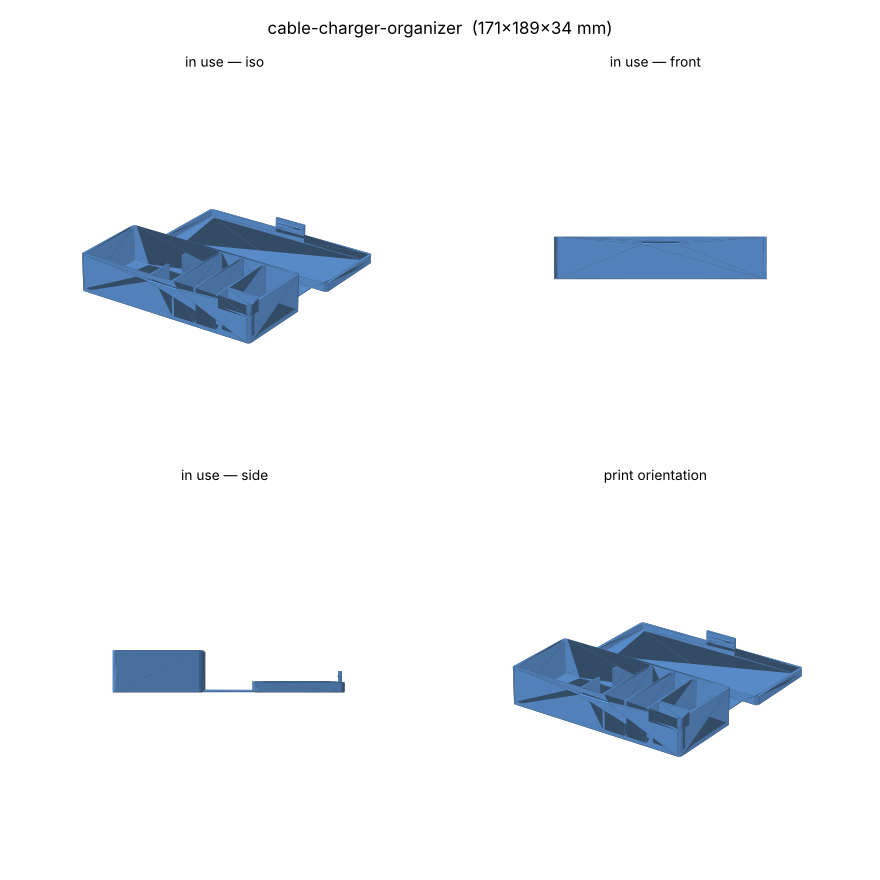 cable-charger-organizer (171×189×34 mm)
in use — iso
in use — front
in use — side
print orientation